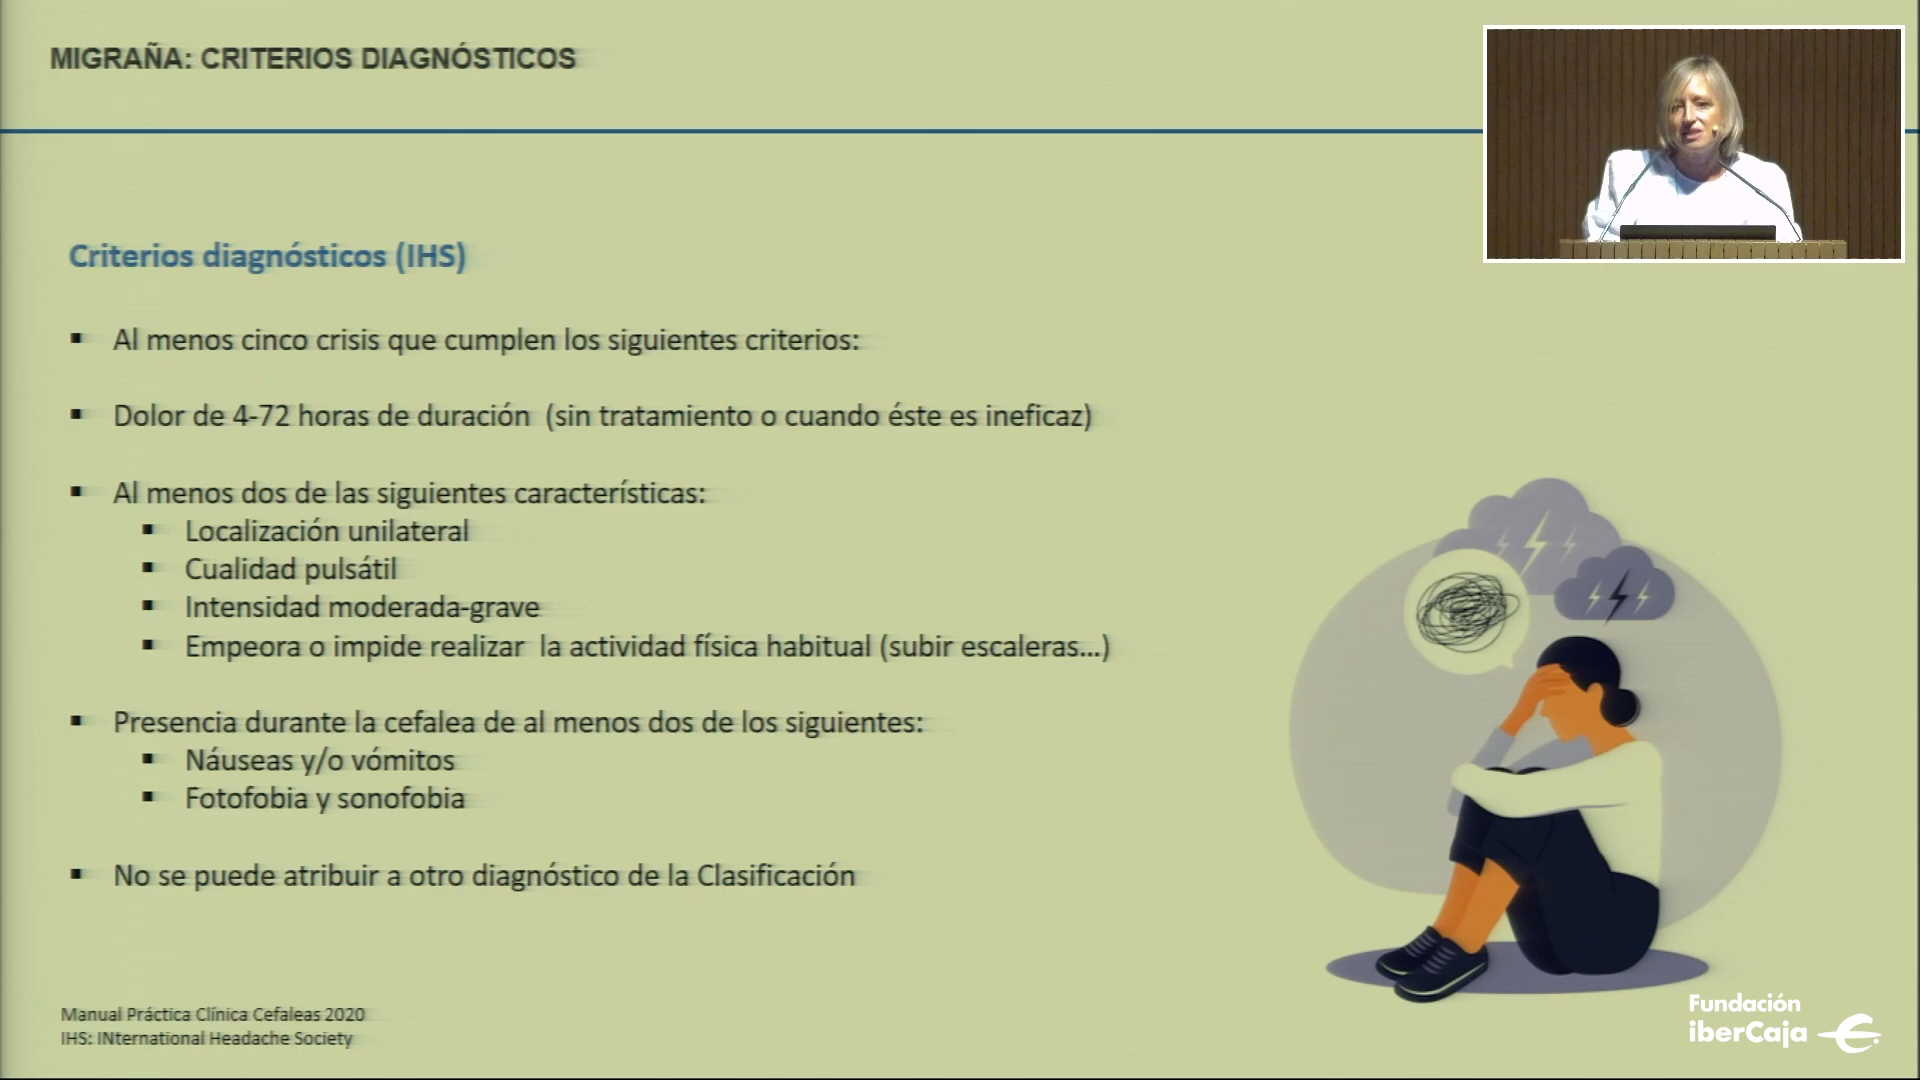 MIGRAÑA: CRITERIOS DIAGNÓSTICOS
Criterios diagnósticos (IHS)
Al menos cinco crisis que cumplen los siguientes criterios:
Dolor de 4-72 horas de duración (sin tratamiento o cuando éste es ineficaz)
Al menos dos de las siguientes características:
Localización unilateral
Cualidad pulsátil
Intensidad moderada-grave
Empeora o impide realizar la actividad física habitual (subir escaleras...)
Presencia durante la cefalea de al menos dos de los siguientes:
Náuseas y/o vómitos
Fotofobia y sonofobia
No se puede atribuir a otro diagnóstico de la Clasificación
Manual Práctica Clínica Cefaleas 2020
IHS: INternational Headache Society
Fundación
iberCaja